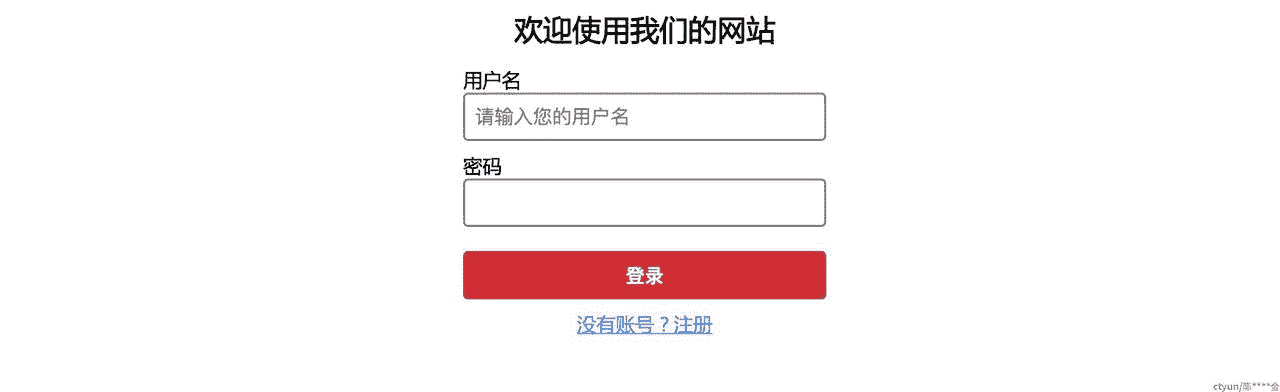 欢迎使用我们的网站
用户名
请输入您的用户名
密码
登录
没有账号？注册
ctyun/陈****金